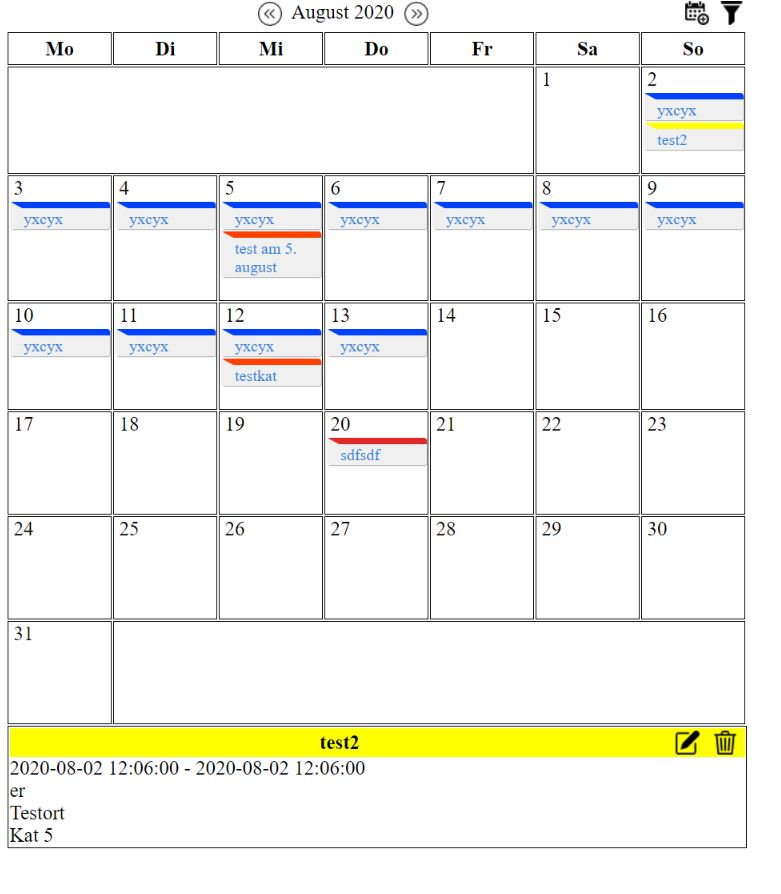 August 2020
Mo Di Mi Do Fr Sa So
1 2
yxcyx
test2
3 4 5 6 7 8 9
yxcyx yxcyx yxcyx yxcyx yxcyx yxcyx yxcyx
test am 5.
august
10 11 12 13 14 15 16
yxcyx yxcyx yxcyx yxcyx
testkat
17 18 19 20 21 22 23
sdfsdf
24 25 26 27 28 29 30
31
test2
2020-08-02 12:06:00 - 2020-08-02 12:06:00
er
Testort
Kat 5